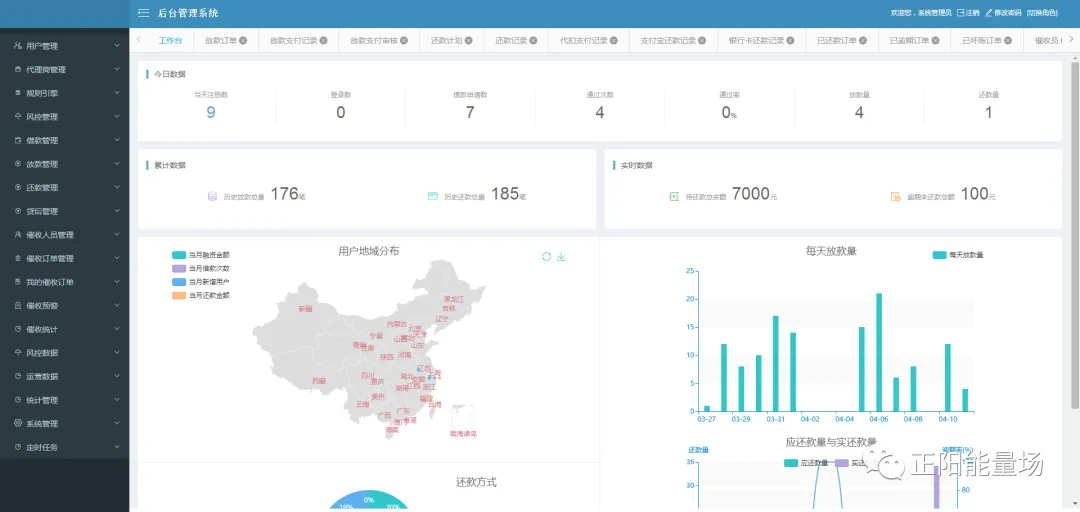 后台管理系统
欢迎您，系统管理员 注销 修改密码 [切换角色]
用户管理
代理商管理
规则引擎
风控管理
借款管理
放款管理
还款管理
贷后管理
催收人员管理
催收订单管理
我的催收订单
催收预警
催收统计
风控数据
运营数据
统计管理
系统管理
定时任务
工作台 放款订单 放款支付记录 放款支付审核 还款计划 还款记录 代扣支付记录 支付宝还款记录 银行卡还款记录 已还款订单 已逾期订单 已坏账订单 催收员
今日数据
当天注册数 登录数 借款申请数 通过次数 通过率 放款量 还款量
9 0 7 4 0% 4 1
累计数据
历史放款总量 176笔 历史还款总量 185笔
实时数据
待还款总余额 7000元 逾期未还款总额 100元
用户地域分布
当月融资金额
当月借款次数
当月新增用户
当月还款金额
黑龙江
吉林
辽宁
新疆
内蒙古
北京
天津
宁夏
山西
山东
青海
甘肃
陕西
河南
江苏
上海
西藏
四川
重庆
湖北
安徽
湖南
江西
浙江
贵州
福建
云南
广西
广东
台湾
澳门
香港
海南
南海诸岛
还款方式
0%
19%
20%
每天放款量
每天放款量
25
20
15
10
5
0
03-27 03-29 03-31 04-02 04-04 04-06 04-08 04-10
应还款量与实还款量
还款量
应还款量
36
30
80
正阳能量场